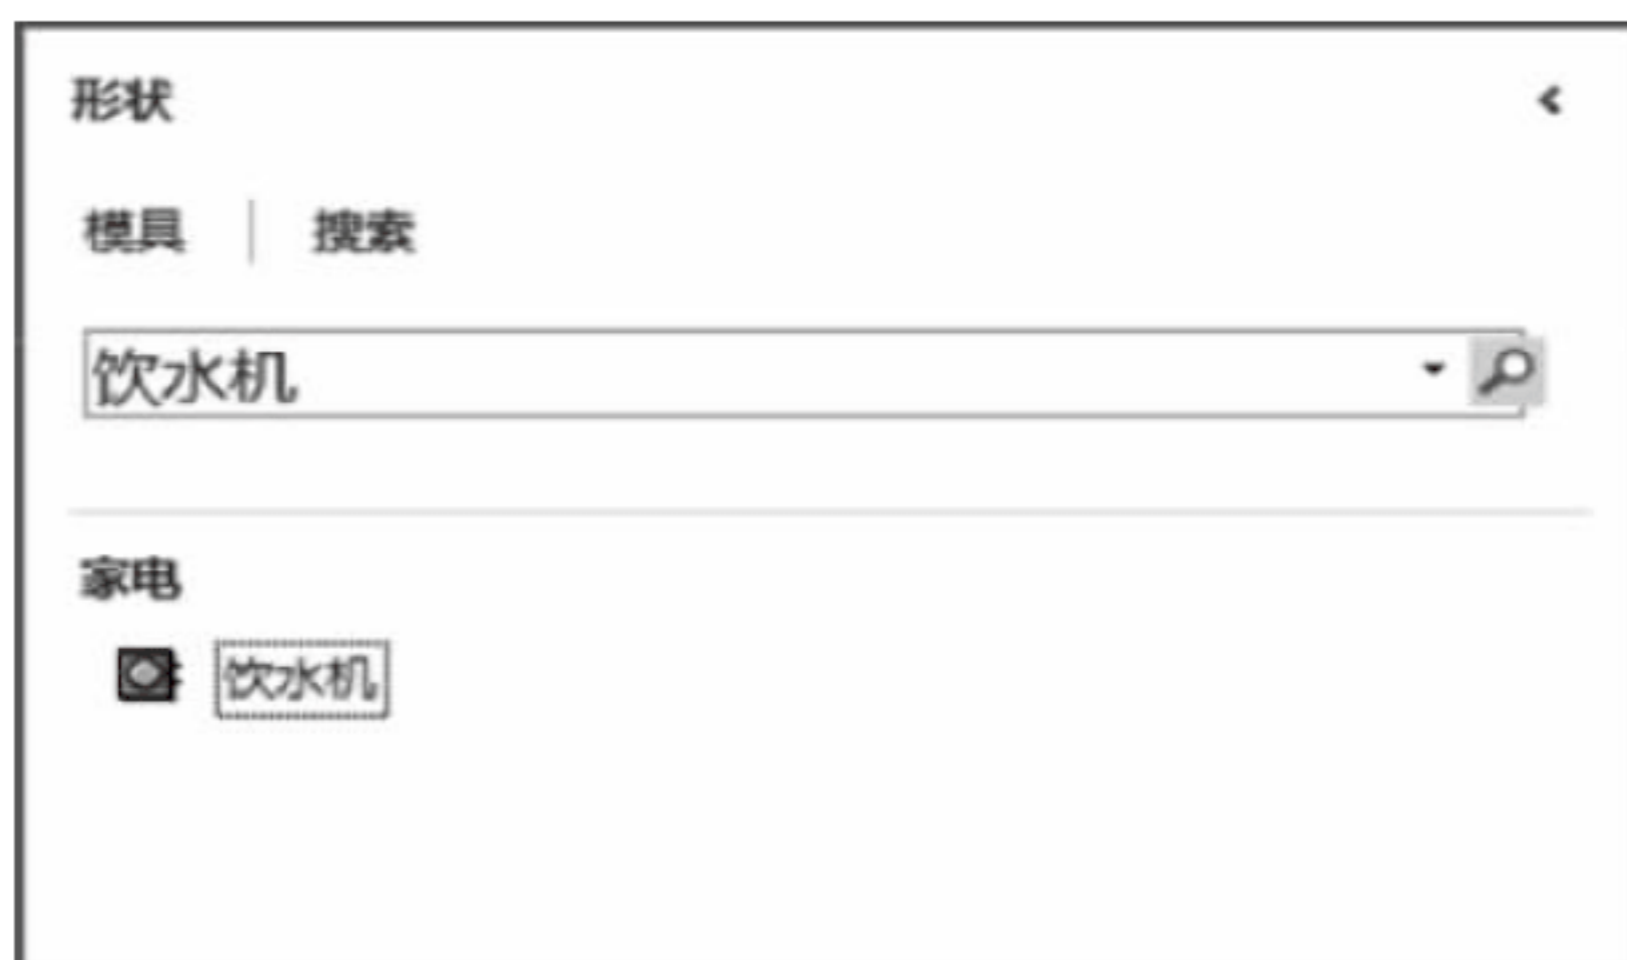 形状
模具 搜索
饮水机
家电
饮水机